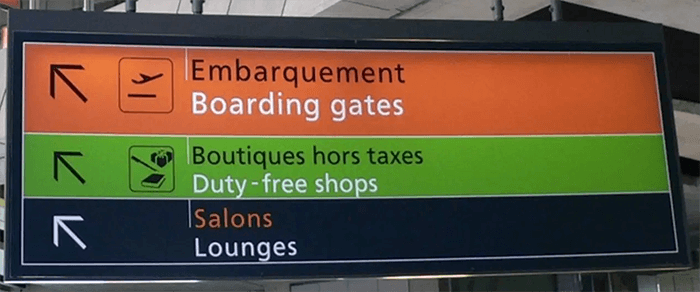 Embarquement
Boarding gates
Boutiques hors taxes
Duty-free shops
Salons
Lounges